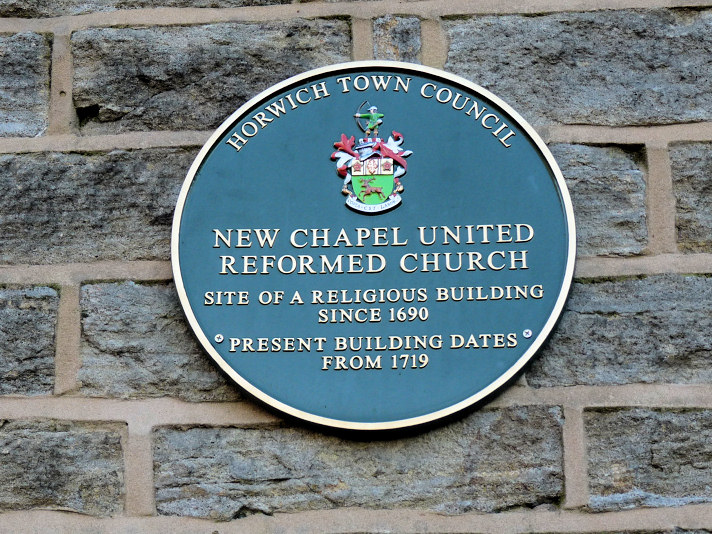 HORWICH TOWN COUNCIL
NEW CHAPEL UNITED
REFORMED CHURCH
SITE OF A RELIGIOUS BUILDING
SINCE 1690
PRESENT BUILDING DATES
FROM 1719